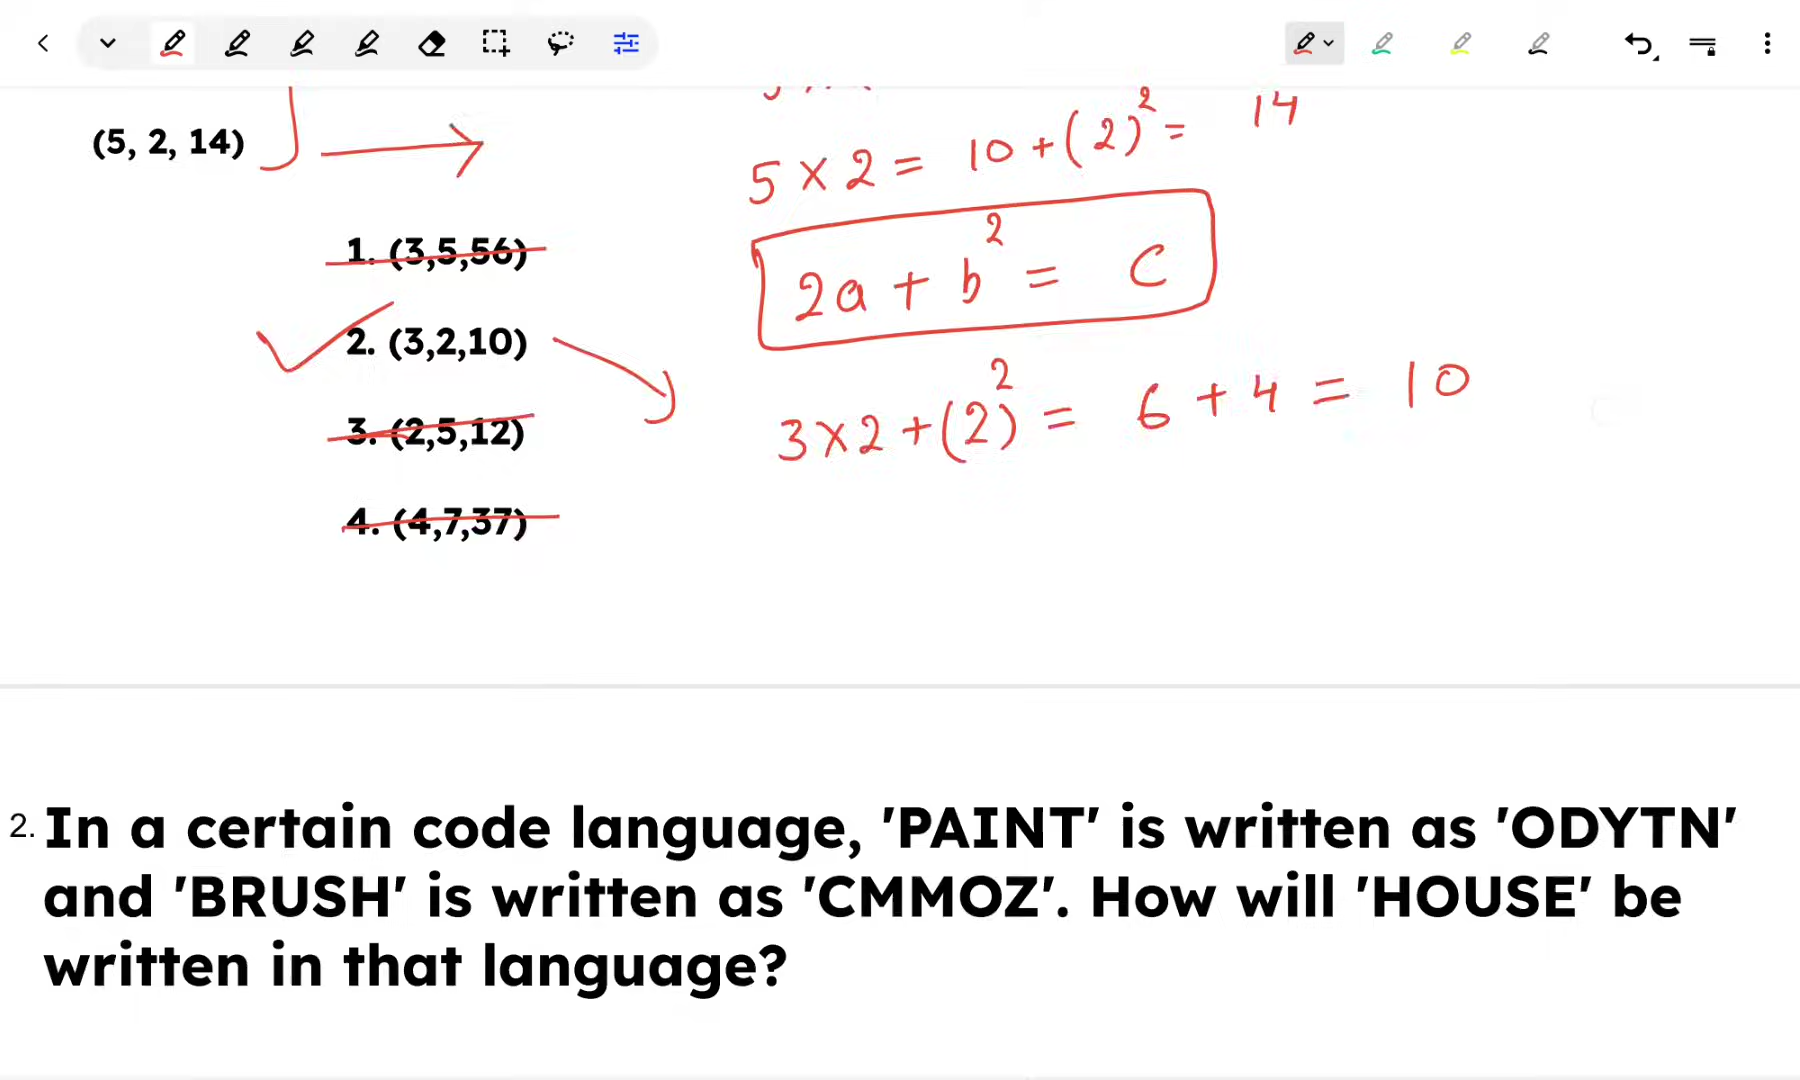 (5, 2, 14)
5 × 2 = 10 + (2)² = 14
1. (3,5,56)
2a + b² = c
2. (3,2,10)
3×2 + (2)² = 6 + 4 = 10
3. (2,5,12)
4. (4,7,37)
2. In a certain code language, 'PAINT' is written as 'ODYTN'
and 'BRUSH' is written as 'CMMOZ'. How will 'HOUSE' be
written in that language?